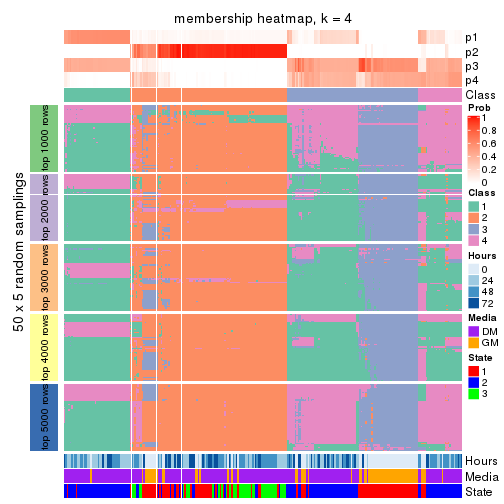 membership heatmap, k = 4
p1
p2
p3
p4
Class
50 x 5 random samplings
top 1000 rows
top 2000 rows
top 3000 rows
top 4000 rows
top 5000 rows
Hours
Media
State
Prob
1
0.8
0.6
0.4
0.2
0
Class
1
2
3
4
Hours
0
24
48
72
Media
DM
GM
State
1
2
3